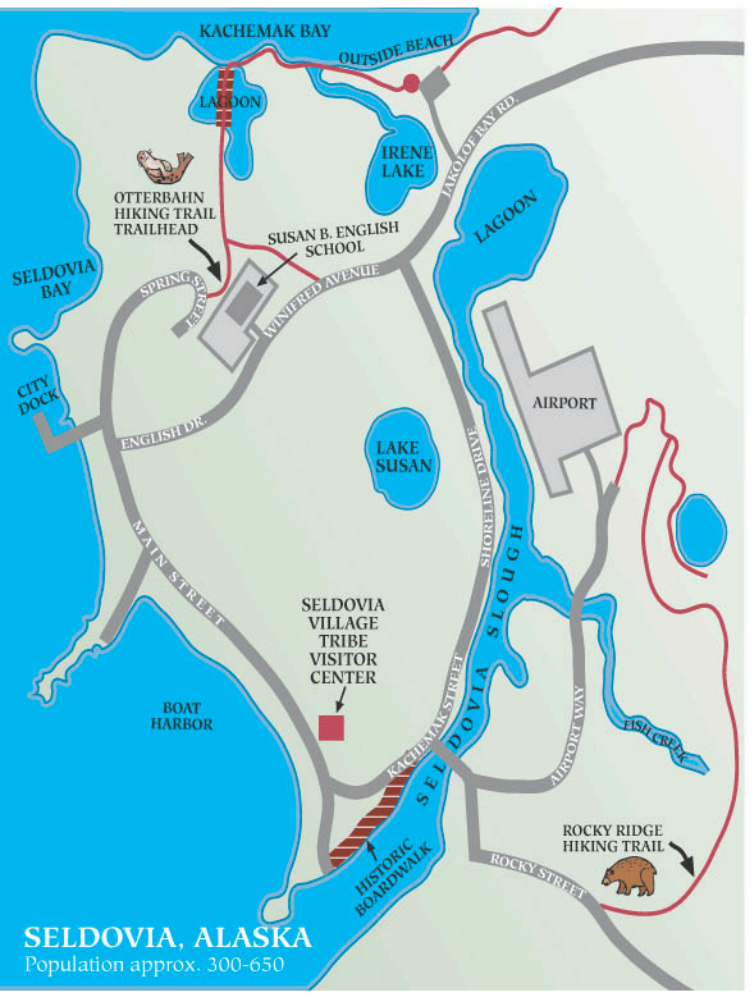 KACHEMAK BAY
OUTSIDE BEACH
LAGOON
IRENE
LAKE
JAKOLOF BAY RD.
LAGOON
OTTERBAHN
HIKING TRAIL
TRAILHEAD
SUSAN B. ENGLISH
SCHOOL
SELDOVIA
BAY
SPRING STREET
WINIFRED AVENUE
CITY
DOCK
ENGLISH DR.
AIRPORT
LAKE
SUSAN
SHORELINE DRIVE
MAIN STREET
SELDOVIA SLOUGH
SELDOVIA
VILLAGE
TRIBE
VISITOR
CENTER
BOAT
HARBOR
KACHEMAK STREET
AIRPORT WAY
FISH CREEK
HISTORIC
BOARDWALK
ROCKY RIDGE
HIKING TRAIL
ROCKY STREET
SELDOVIA, ALASKA
Population approx. 300-650